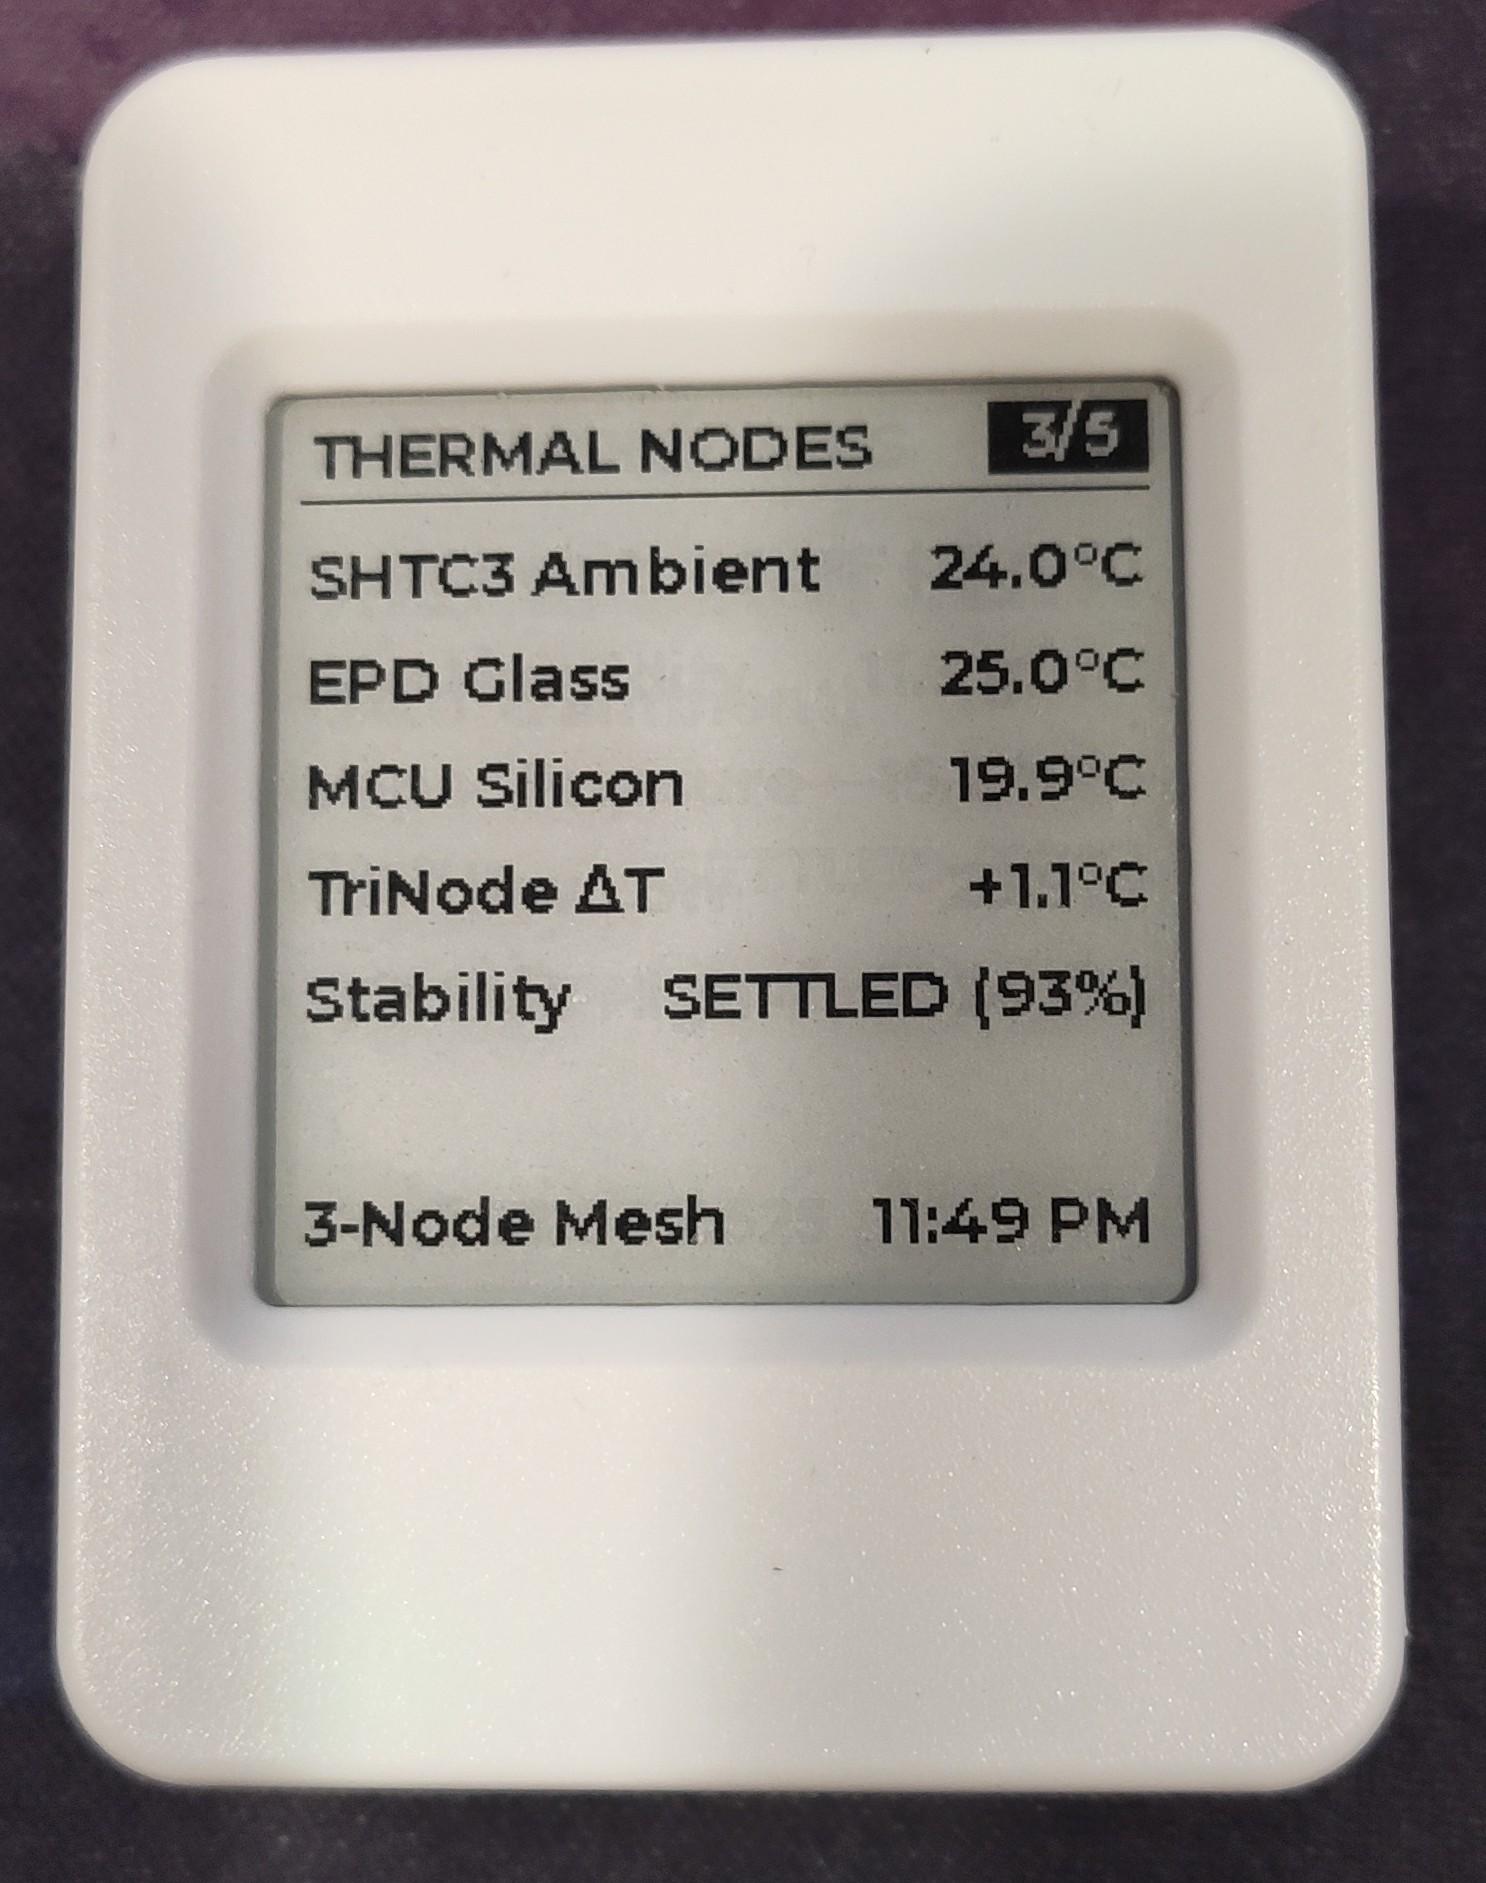 THERMAL NODES 3/5
SHTC3 Ambient 24.0°C
EPD Glass 25.0°C
MCU Silicon 19.9°C
TriNode ΔT +1.1°C
Stability SETTLED (93%)
3-Node Mesh 11:49 PM